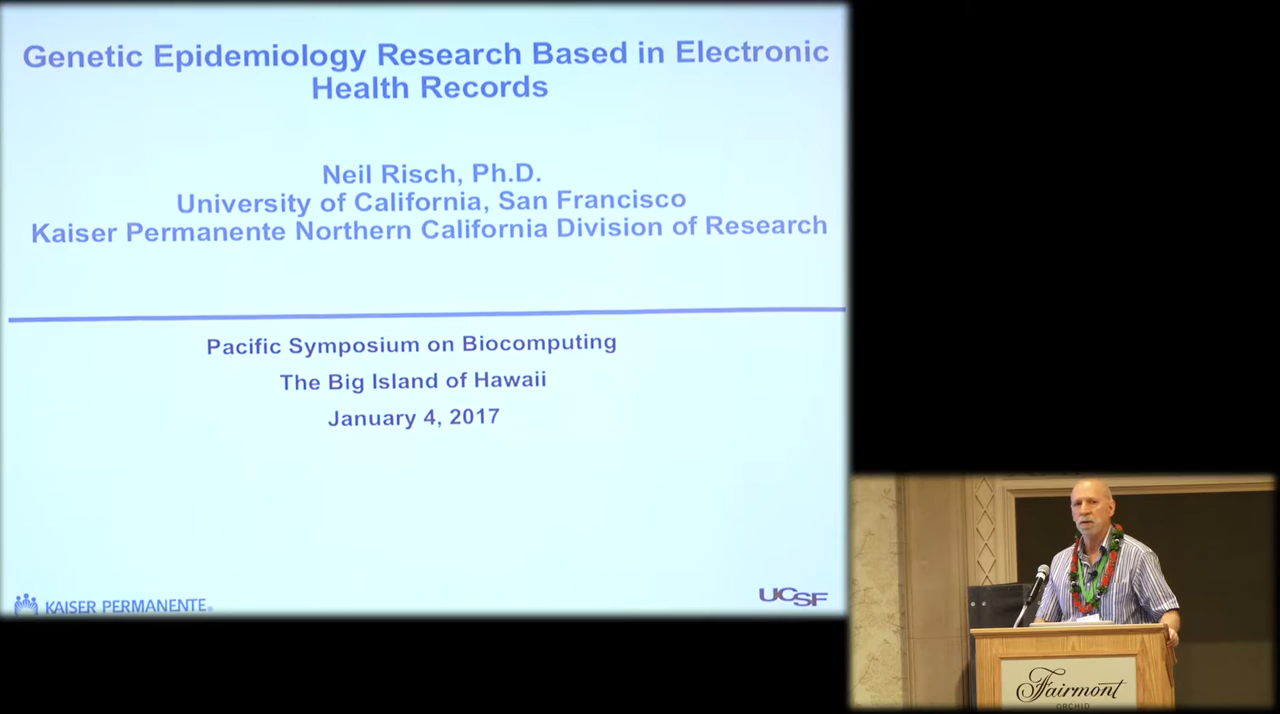 Genetic Epidemiology Research Based in Electronic
Health Records
Neil Risch, Ph.D.
University of California, San Francisco
Kaiser Permanente Northern California Division of Research
Pacific Symposium on Biocomputing
The Big Island of Hawaii
January 4, 2017
KAISER PERMANENTE®
UCSF
Fairmont
ORCHID